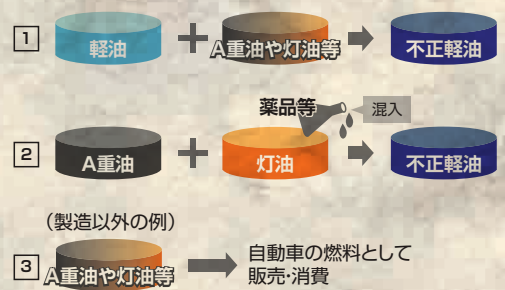 1 軽油 + A重油や灯油等 → 不正軽油
薬品等 混入
2 A重油 + 灯油 → 不正軽油
(製造以外の例)
3 A重油や灯油等 → 自動車の燃料として
販売・消費